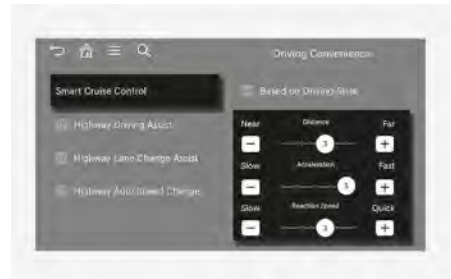 Driving Convenience
Smart Cruise Control
Based on Driving Style
Highway Driving Assist
Near Distance Far
3
Highway Lane Change Assist
Slow Acceleration Fast
3
Highway Auto Speed Change
Slow Reaction Speed Quick
3